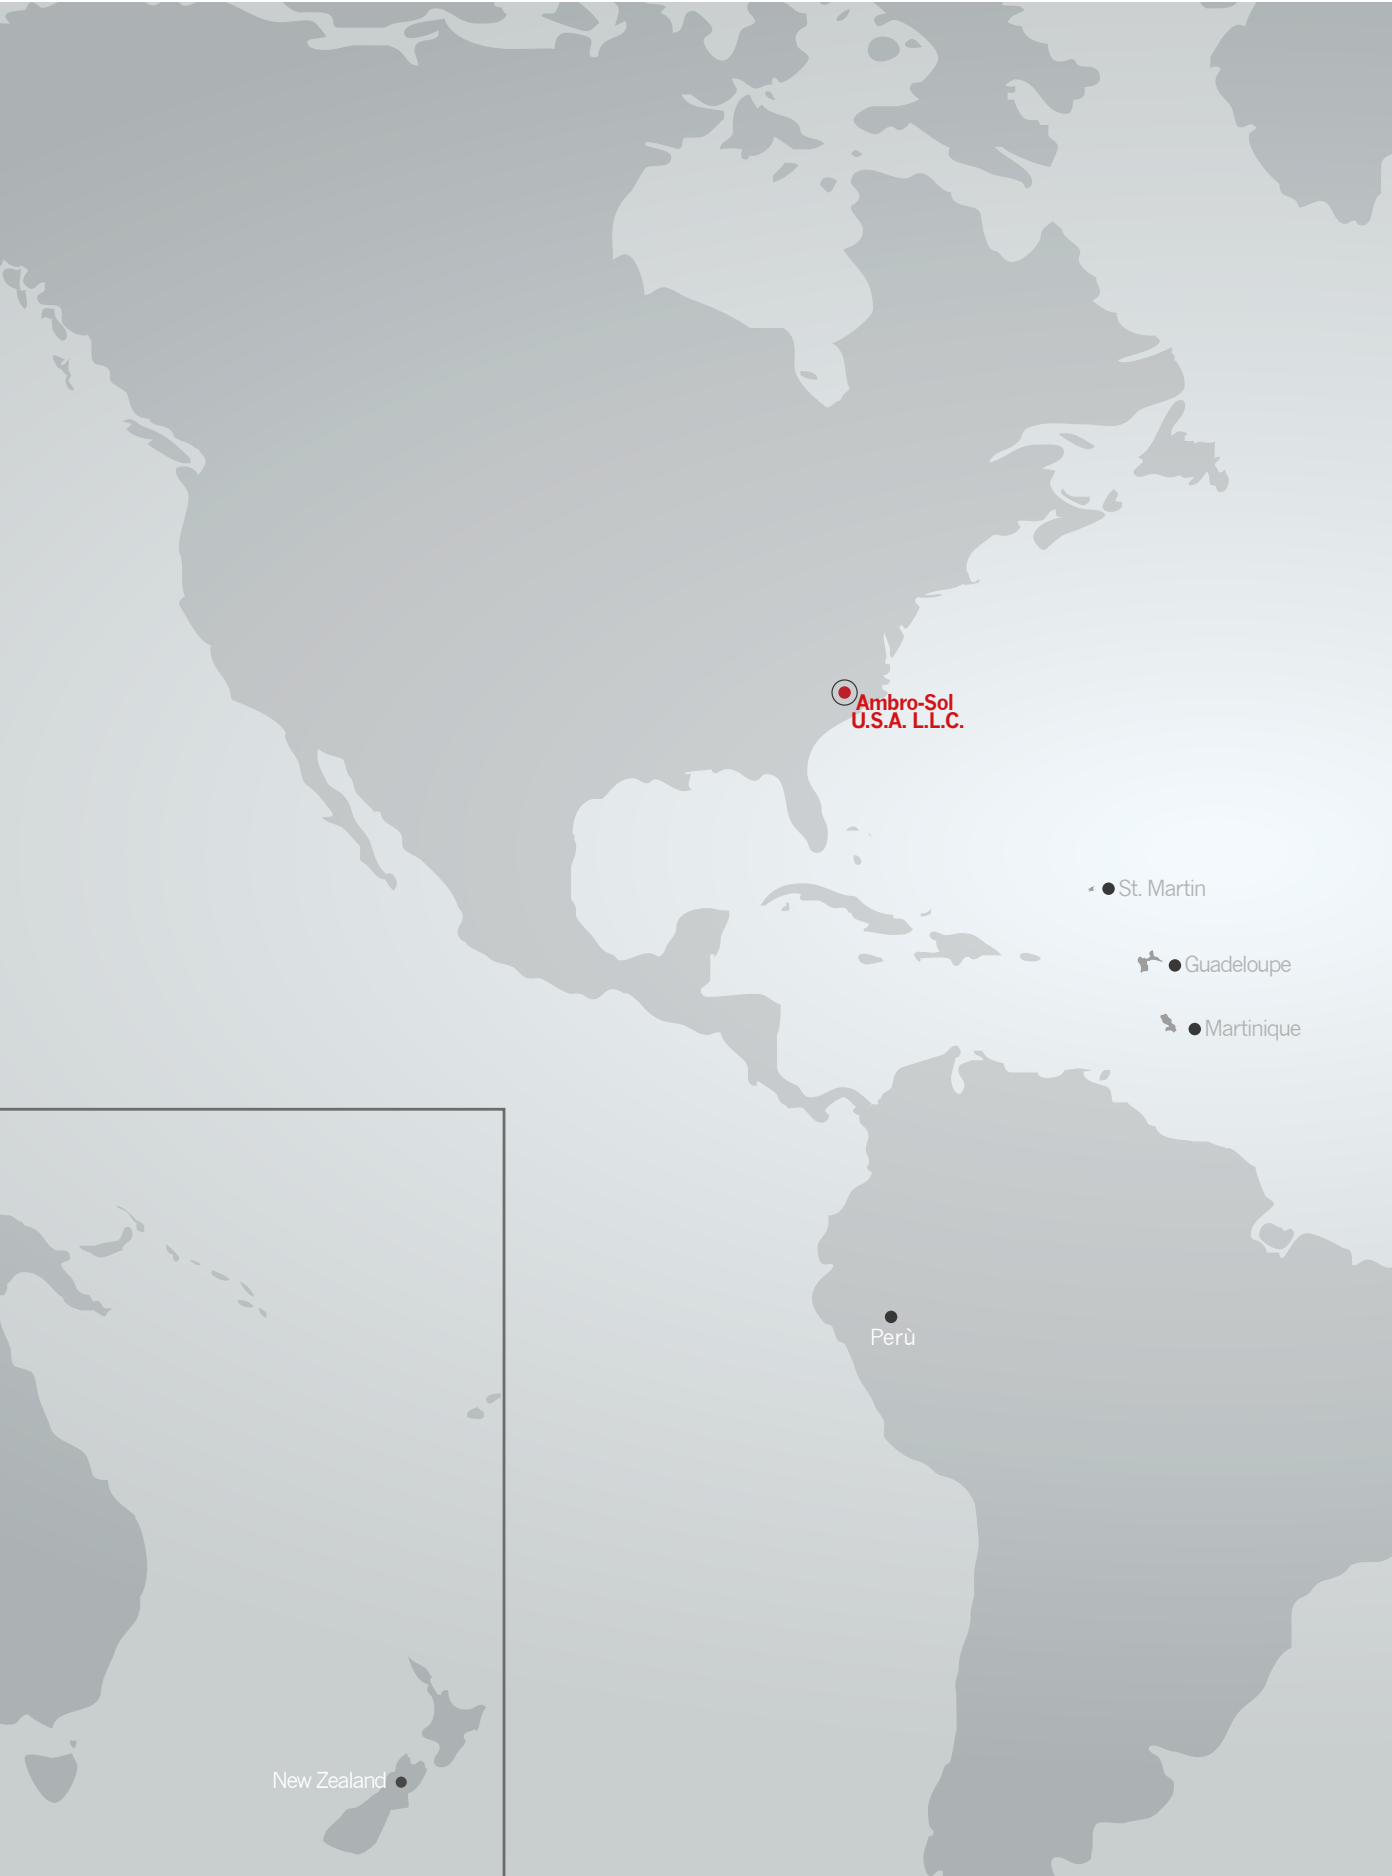 Ambro-Sol
U.S.A. L.L.C.
St. Martin
Guadeloupe
Martinique
Perù
New Zealand